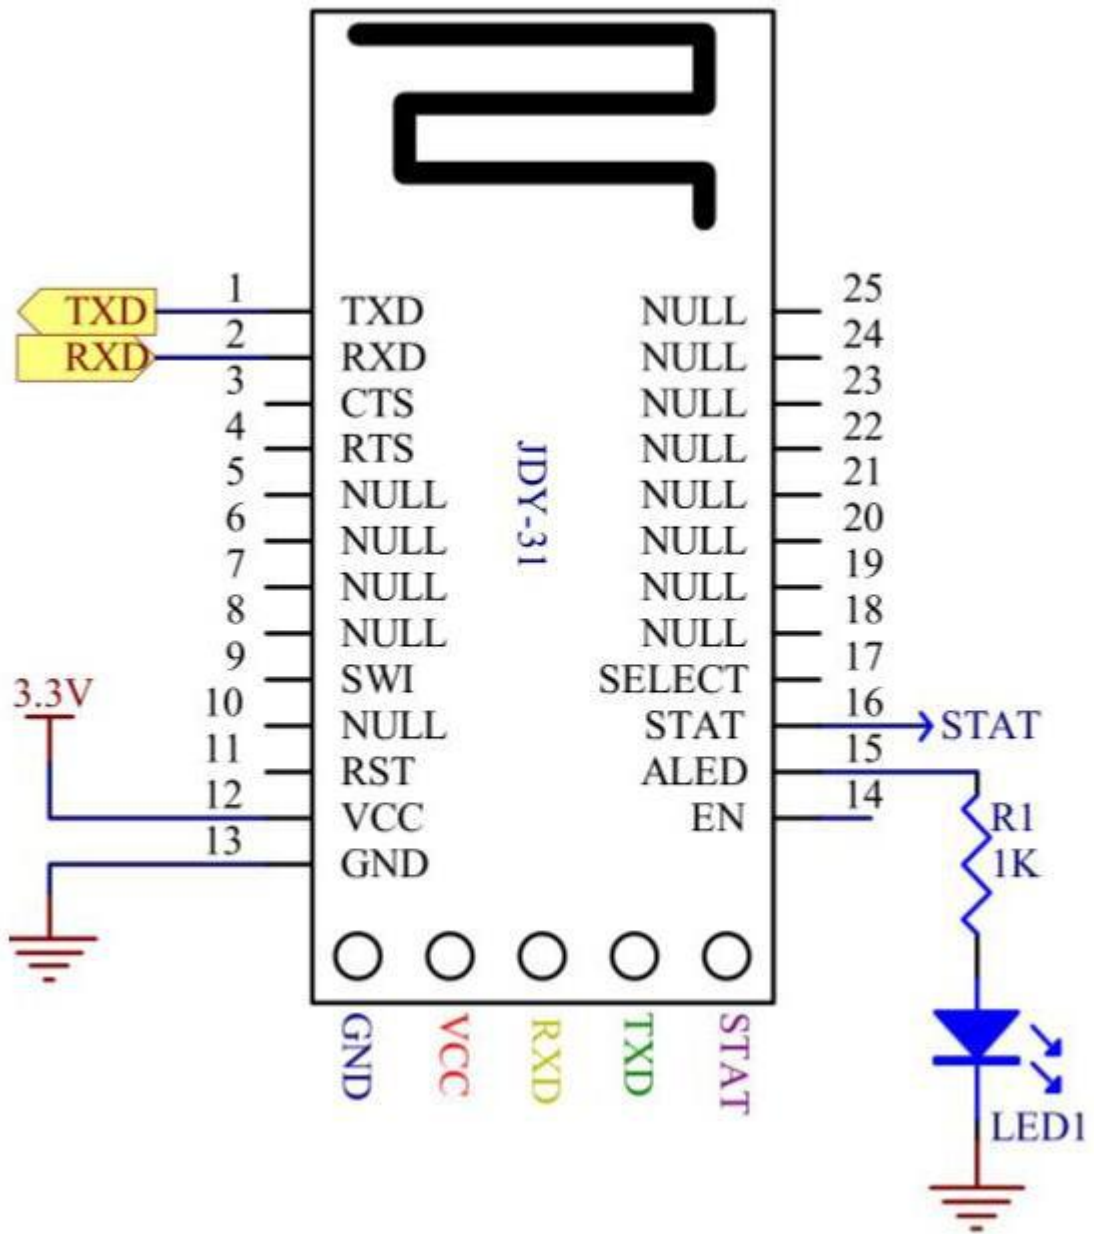 TXD 1 TXD NULL 25
RXD 2 RXD NULL 24
3 CTS NULL 23
4 RTS NULL 22
5 NULL NULL 21
6 NULL NULL 20
7 NULL NULL 19
8 NULL NULL 18
9 SWI SELECT 17
3.3V 10 NULL STAT 16 STAT
11 RST ALED 15
12 VCC EN 14
13 GND
JDY-31
R1
1K
GND VCC RXD TXD STAT
LED1